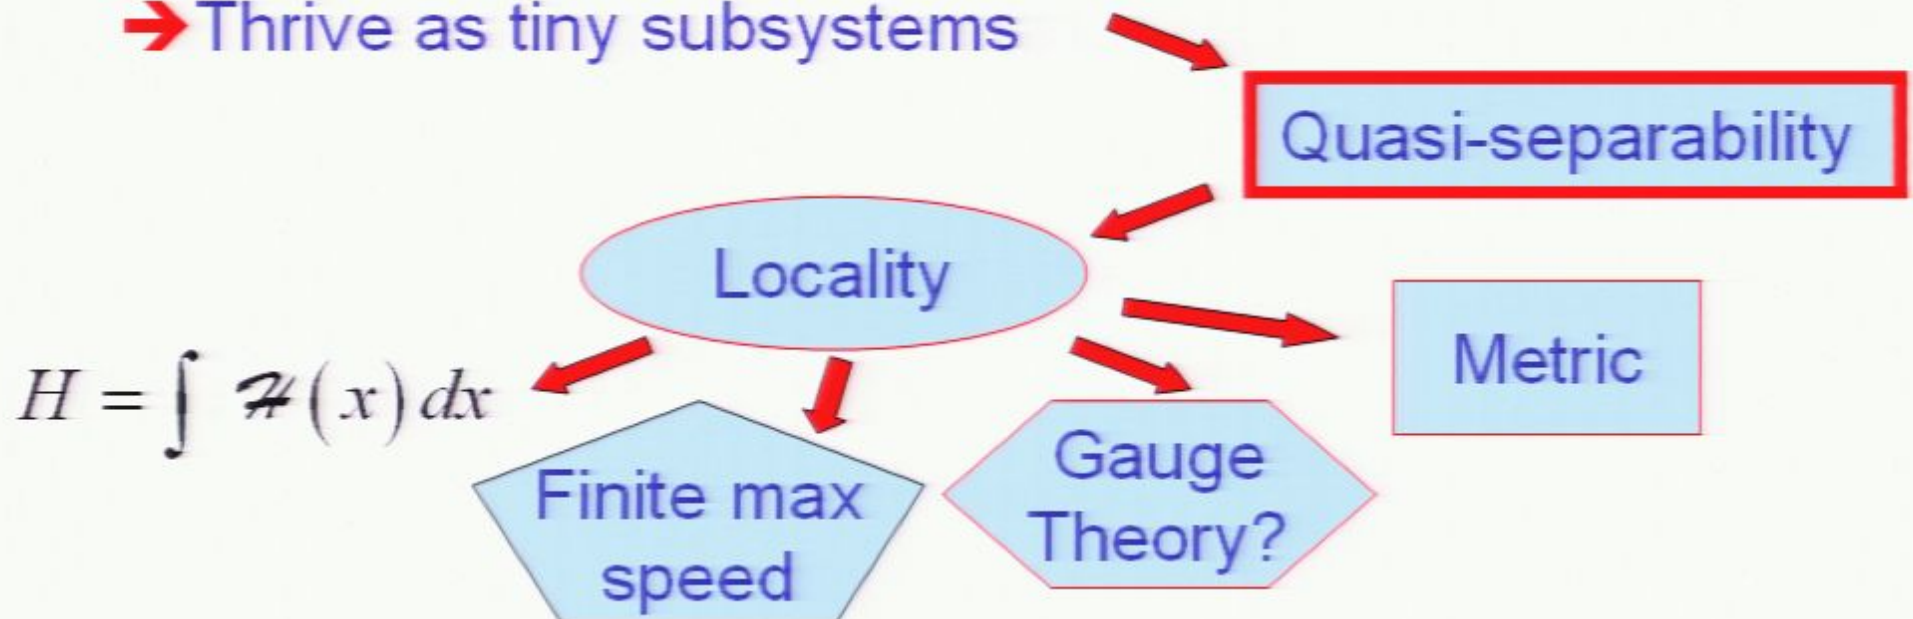 ➔ Thrive as tiny subsystems
Quasi-separability
Locality
Metric
H = ∫ ℋ(x) dx
Finite max
speed
Gauge
Theory?